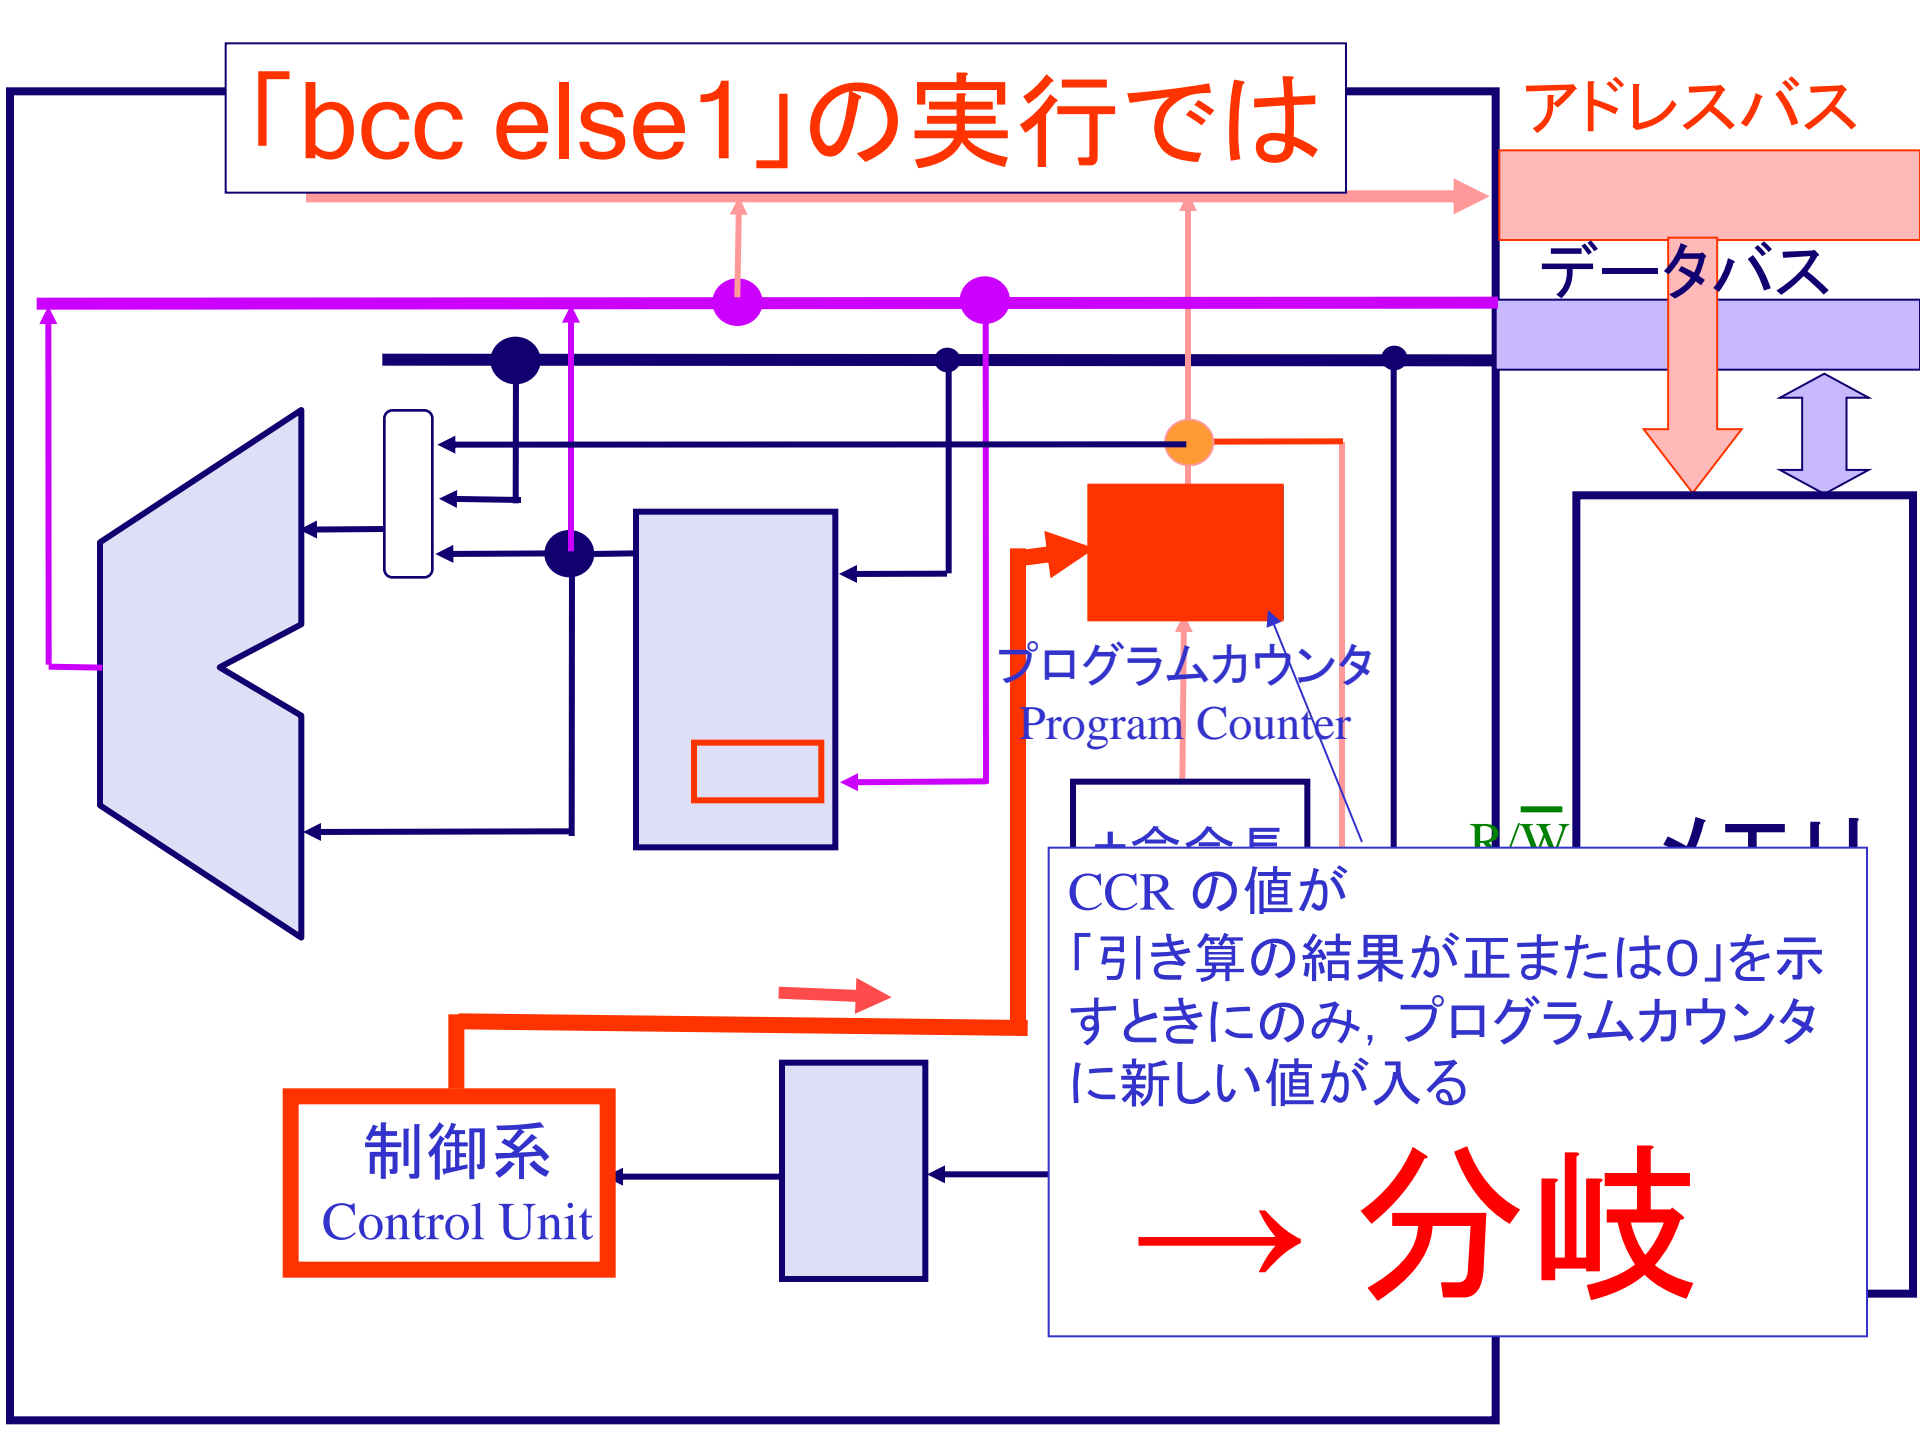 「bcc else1」の実行では
アドレスバス
データバス
プログラムカウンタ
Program Counter
R/W
メモリ
CCR の値が
「引き算の結果が正または0」を示
すときにのみ, プログラムカウンタ
に新しい値が入る
→ 分岐
制御系
Control Unit